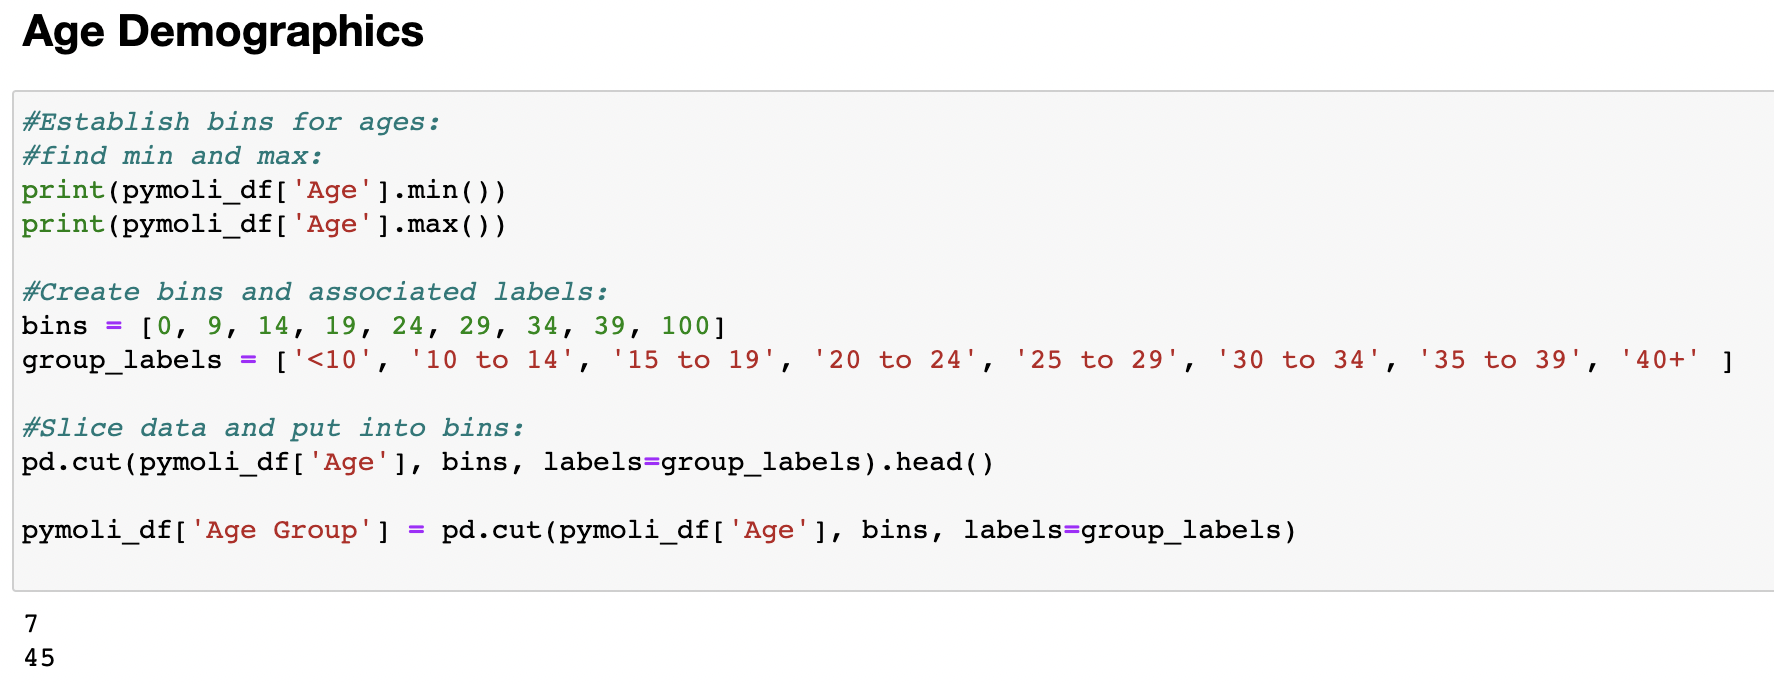 Age Demographics
#Establish bins for ages:
#find min and max:
print(pymoli_df['Age'].min())
print(pymoli_df['Age'].max())
#Create bins and associated labels:
bins = [0, 9, 14, 19, 24, 29, 34, 39, 100]
group_labels = ['<10', '10 to 14', '15 to 19', '20 to 24', '25 to 29', '30 to 34', '35 to 39', '40+' ]
#Slice data and put into bins:
pd.cut(pymoli_df['Age'], bins, labels=group_labels).head()
pymoli_df['Age Group'] = pd.cut(pymoli_df['Age'], bins, labels=group_labels)
7
45